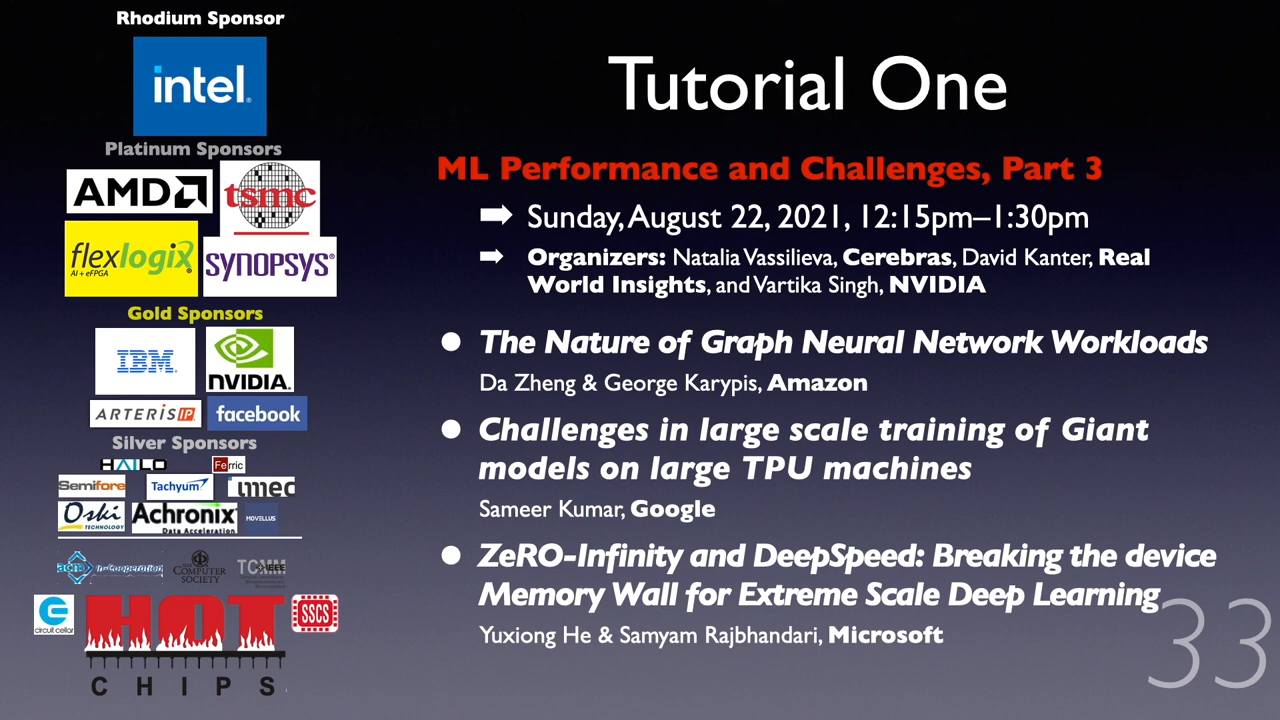 Rhodium Sponsor
intel.
Platinum Sponsors
AMD
tsmc
flexlogix
AI + eFPGA
SYNOPSYS
Gold Sponsors
IBM
NVIDIA.
ARTERIS IP
facebook
Silver Sponsors
HAILO
Ferric
Semifore
Tachyum
imec
Oski
TECHNOLOGY
Achronix
Data Acceleration
MOVELLUS
acm In-Cooperation
IEEE
COMPUTER
SOCIETY
TCMM
circuit cellar
HOT
SSCS
CHIPS
Tutorial One
ML Performance and Challenges, Part 3
➡ Sunday, August 22, 2021, 12:15pm–1:30pm
➡ Organizers: Natalia Vassilieva, Cerebras, David Kanter, Real
World Insights, and Vartika Singh, NVIDIA
• The Nature of Graph Neural Network Workloads
Da Zheng & George Karypis, Amazon
• Challenges in large scale training of Giant
models on large TPU machines
Sameer Kumar, Google
• ZeRO-Infinity and DeepSpeed: Breaking the device
Memory Wall for Extreme Scale Deep Learning
Yuxiong He & Samyam Rajbhandari, Microsoft
33